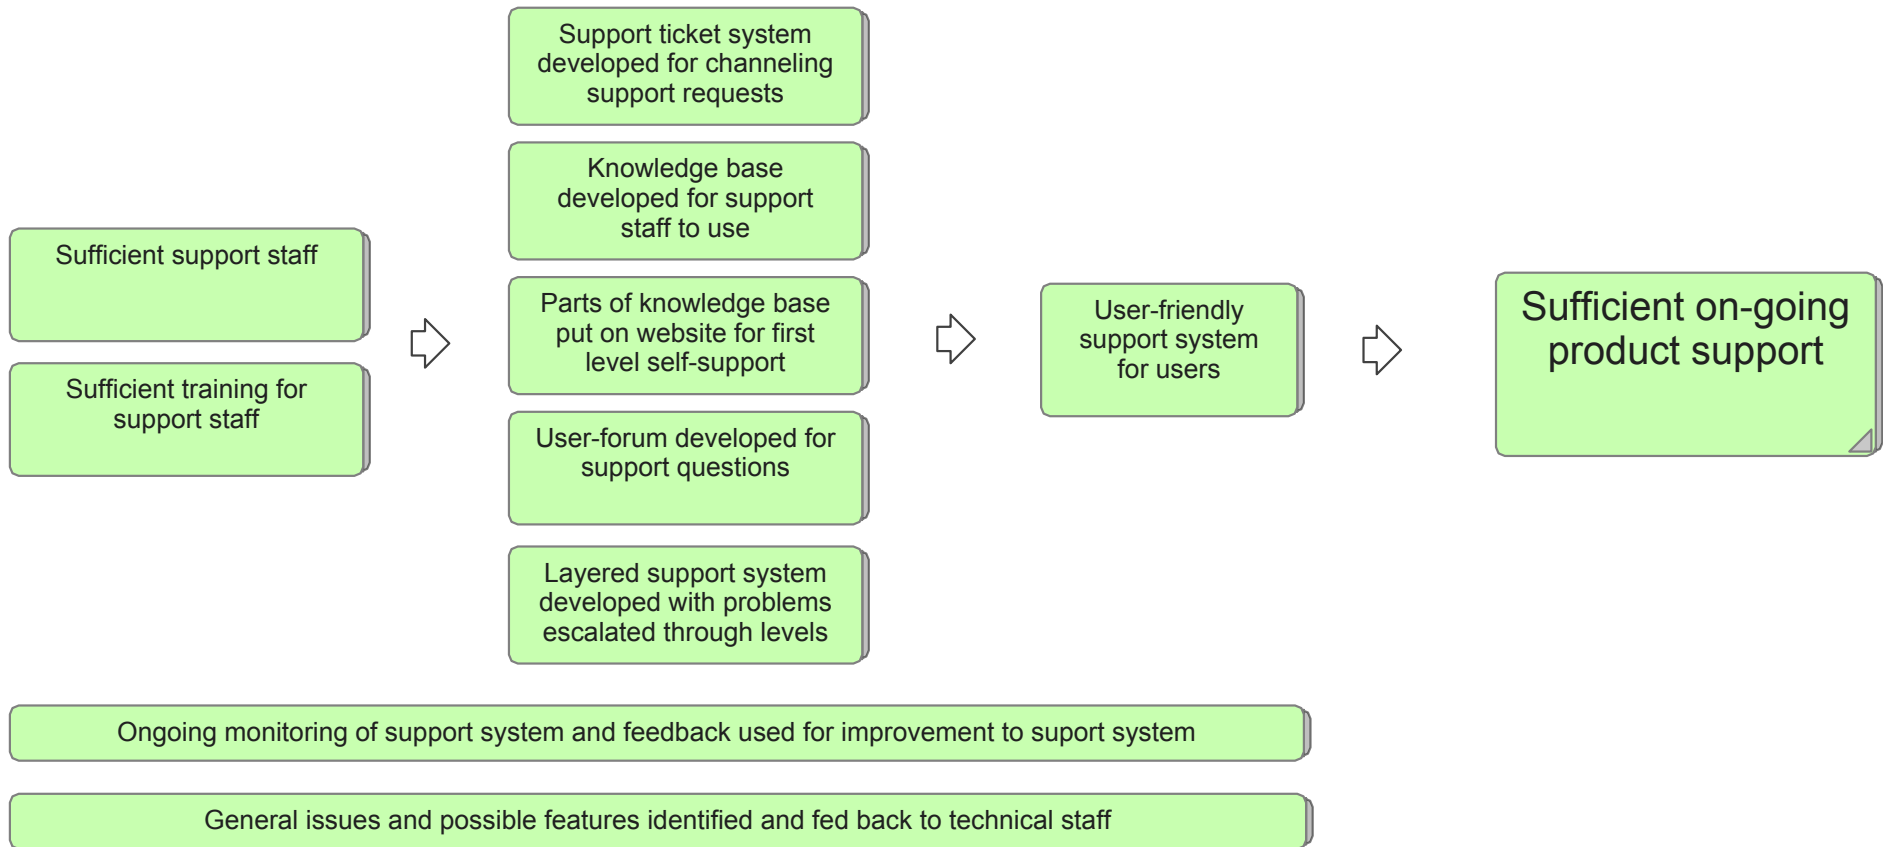 Support ticket system
developed for channeling
support requests
Knowledge base
developed for support
staff to use
Sufficient support staff
Sufficient training for
support staff
Parts of knowledge base
put on website for first
level self-support
User-forum developed for
support questions
Layered support system
developed with problems
escalated through levels
User-friendly
support system
for users
Sufficient on-going
product support
Ongoing monitoring of support system and feedback used for improvement to suport system
General issues and possible features identified and fed back to technical staff